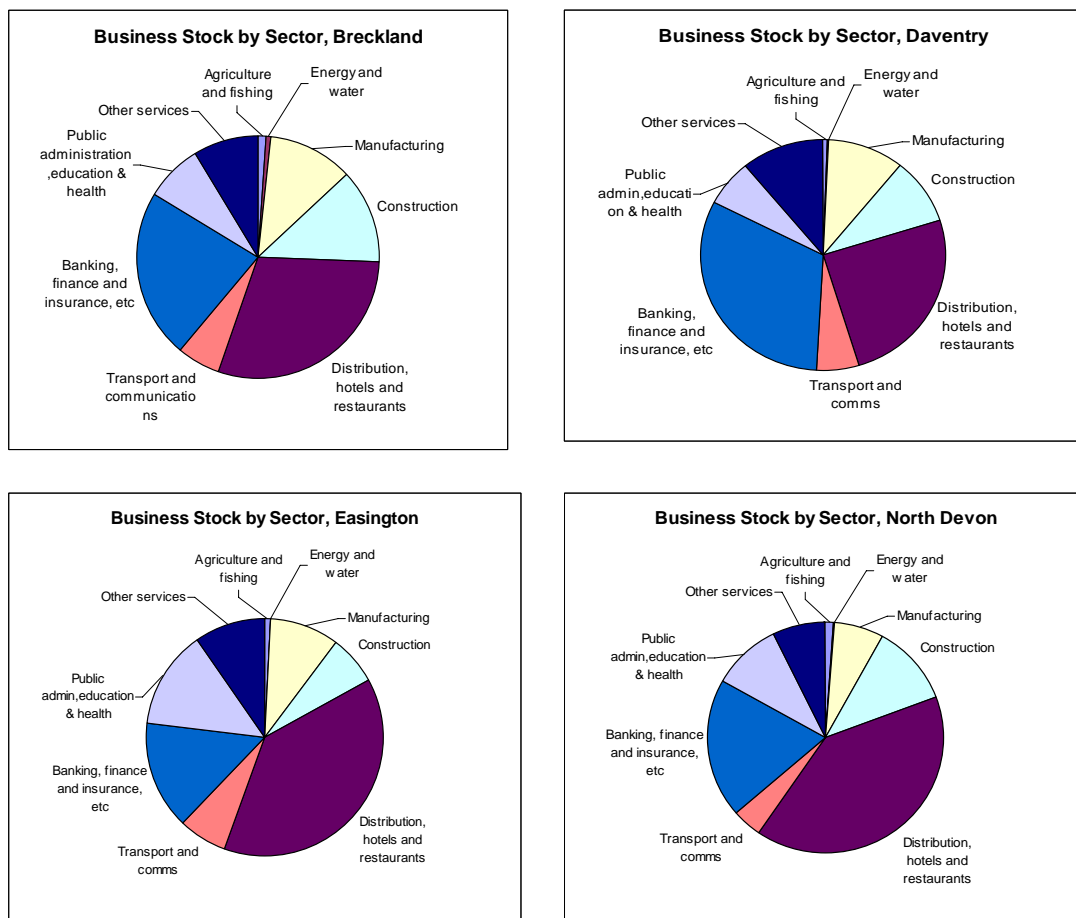 Business Stock by Sector, Breckland
Agriculture
and fishing
Energy and
water
Other services
Public
administration
,education &
health
Manufacturing
Construction
Banking,
finance and
insurance, etc
Transport and
communicatio
ns
Distribution,
hotels and
restaurants
Business Stock by Sector, Daventry
Agriculture and
fishing
Energy and
water
Other services
Manufacturing
Public
admin,educati
on & health
Construction
Banking,
finance and
insurance, etc
Distribution,
hotels and
restaurants
Transport and
comms
Business Stock by Sector, Easington
Agriculture and
fishing
Energy and
water
Other services
Manufacturing
Construction
Public
admin,education
& health
Banking, finance
and insurance,
etc
Transport and
comms
Distribution,
hotels and
restaurants
Business Stock by Sector, North Devon
Agriculture and
fishing
Energy and
water
Other services
Manufacturing
Public
admin,education
& health
Construction
Banking, finance
and insurance,
etc
Transport and
comms
Distribution,
hotels and
restaurants